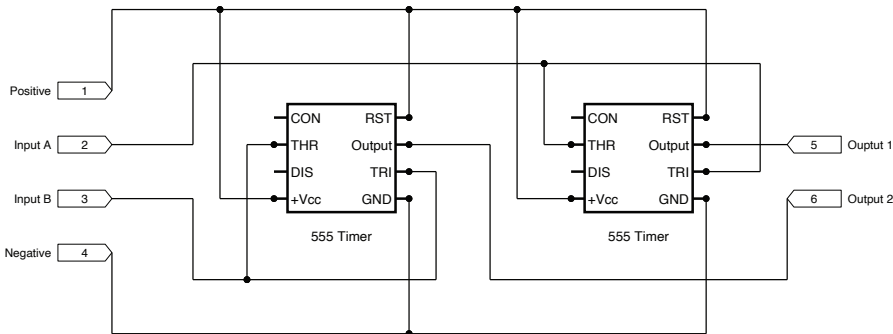 Positive 1
Input A 2
Input B 3
Negative 4
CON RST
THR Output
DIS TRI
+Vcc GND
555 Timer
CON RST
THR Output
DIS TRI
+Vcc GND
555 Timer
5 Ouptut 1
6 Output 2